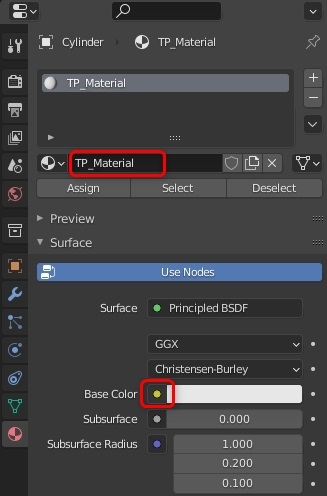 Cylinder TP_Material
TP_Material
TP_Material
Assign Select Deselect
Preview
Surface
Use Nodes
Surface Principled BSDF
GGX
Christensen-Burley
Base Color
Subsurface 0.000
Subsurface Radius 1.000
0.200
0.100